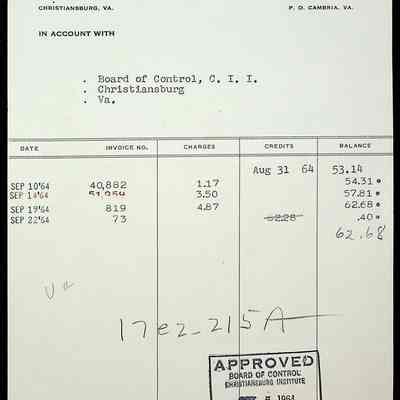 CHRISTIANSBURG, VA. P. O. CAMBRIA, VA.
IN ACCOUNT WITH
. Board of Control, C. I. I.
. Christiansburg
. Va.
DATE INVOICE NO. CHARGES CREDITS BALANCE
Aug 31 64 53.14
SEP 10'64 40,882 1.17 54.31 *
SEP 14'64 3.50 57.81 *
SEP 19'64 819 4.87 62.68 *
SEP 22'64 73 62.28 .40 *
62.68
17e2-215A
APPROVED
BOARD OF CONTROL
CHRISTIANSBURG INSTITUTE
5 1964